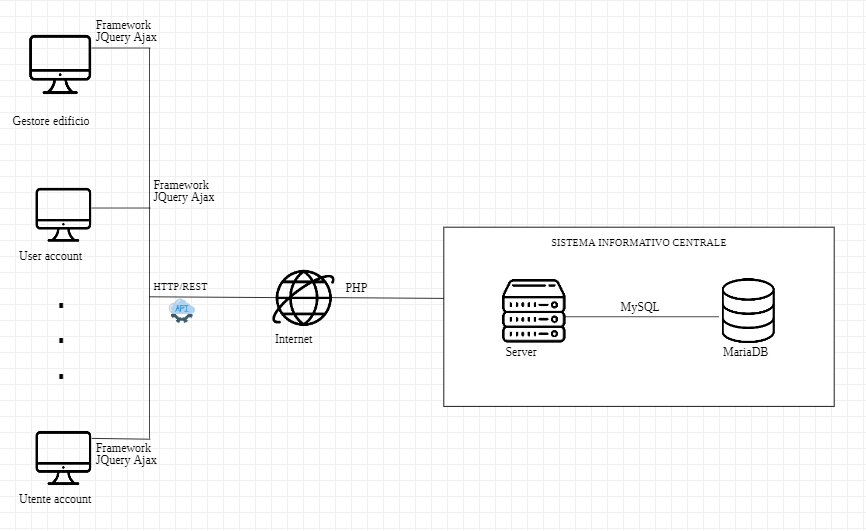 Framework
JQuery Ajax
Gestore edificio
Framework
JQuery Ajax
User account
HTTP/REST
API
PHP
Internet
SISTEMA INFORMATIVO CENTRALE
MySQL
Server
MariaDB
Framework
JQuery Ajax
Utente account